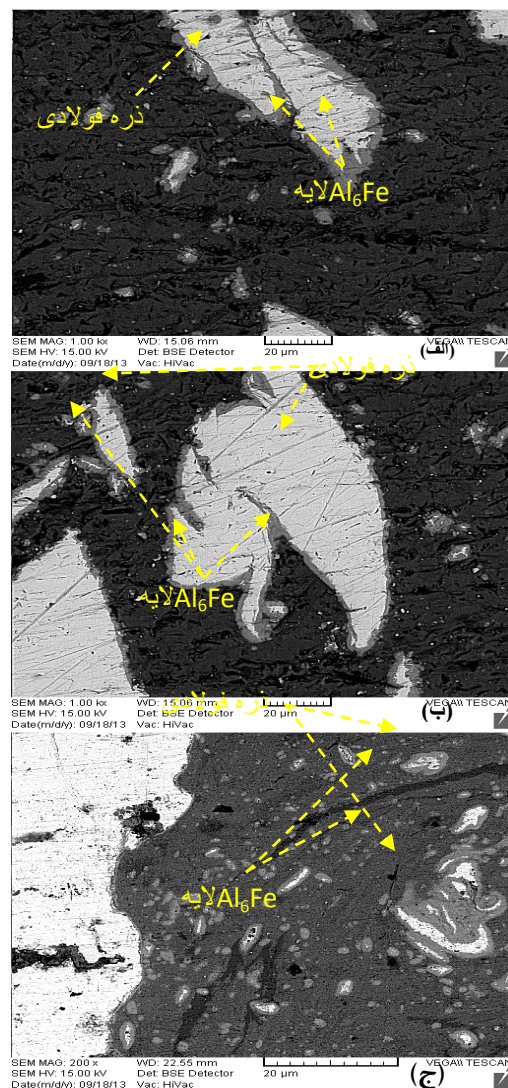 ذره فولادی
لایه Al₆Fe
SEM MAG: 1.00 kx WD: 15.06 mm VEGA\\ TESCAN
SEM HV: 15.00 kV Det: BSE Detector 20 µm (الف)
Date(m/d/y): 09/18/13 Vac: HiVac
ذره فولادیج
لایه Al₆Fe
SEM MAG: 1.00 kx WD: 15.06 mm VEGA\\ TESCAN
SEM HV: 15.00 kV Det: BSE Detector 20 µm (ب)
Date(m/d/y): 09/18/13 Vac: HiVac
ذره فولادی
لایه Al₆Fe
SEM MAG: 200 x WD: 22.55 mm VEGA\\ TESCAN
SEM HV: 15.00 kV Det: BSE Detector 20 µm (ج)
Date(m/d/y): 09/18/13 Vac: HiVac